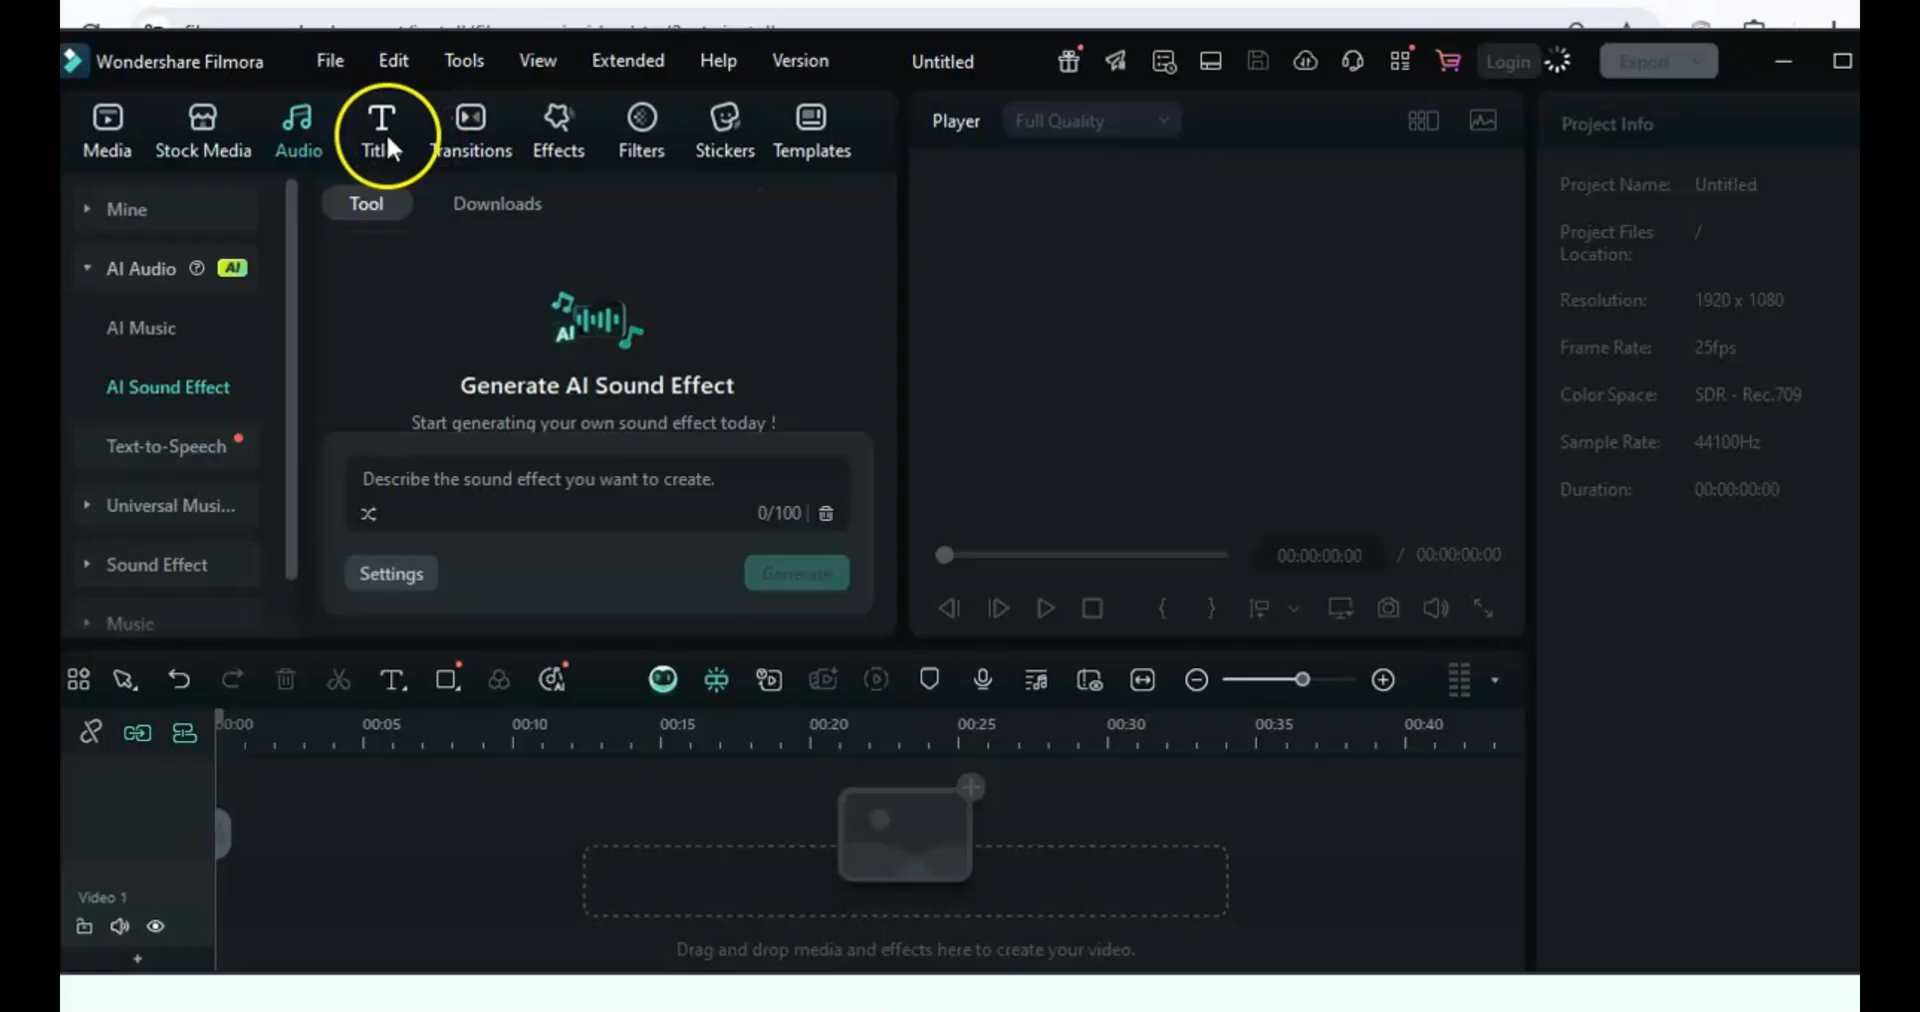 Wondershare Filmora
File
Edit
Tools
View
Extended
Help
Version
Untitled
Login
Export
Media
Stock Media
Audio
Transitions
Effects
Filters
Stickers
Templates
Player
Full Quality
Project Info
Mine
AI Audio
AI
AI Music
AI Sound Effect
Text-to-Speech
Universal Musi...
Sound Effect
Music
Tool
Downloads
AI
Generate AI Sound Effect
Start generating your own sound effect today !
Describe the sound effect you want to create.
0/100
Settings
Generate
Project Name: Untitled
Project Files Location: /
Resolution: 1920 x 1080
Frame Rate: 25fps
Color Space: SDR - Rec.709
Sample Rate: 44100Hz
Duration: 00:00:00:00
00:00:00:00 / 00:00:00:00
00:00 00:05 00:10 00:15 00:20 00:25 00:30 00:35 00:40
Video 1
Drag and drop media and effects here to create your video.